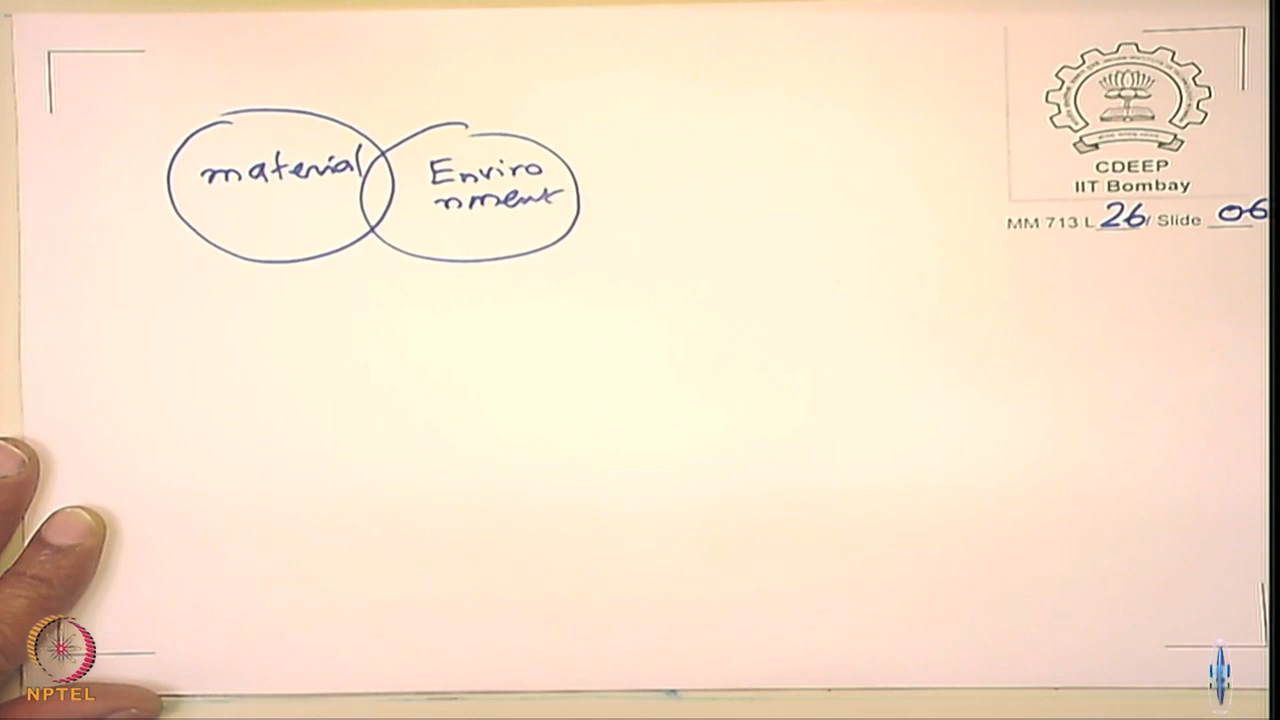 material
Enviro
nment
CDEEP
IIT Bombay
MM 713 L 26 / Slide 06
NPTEL